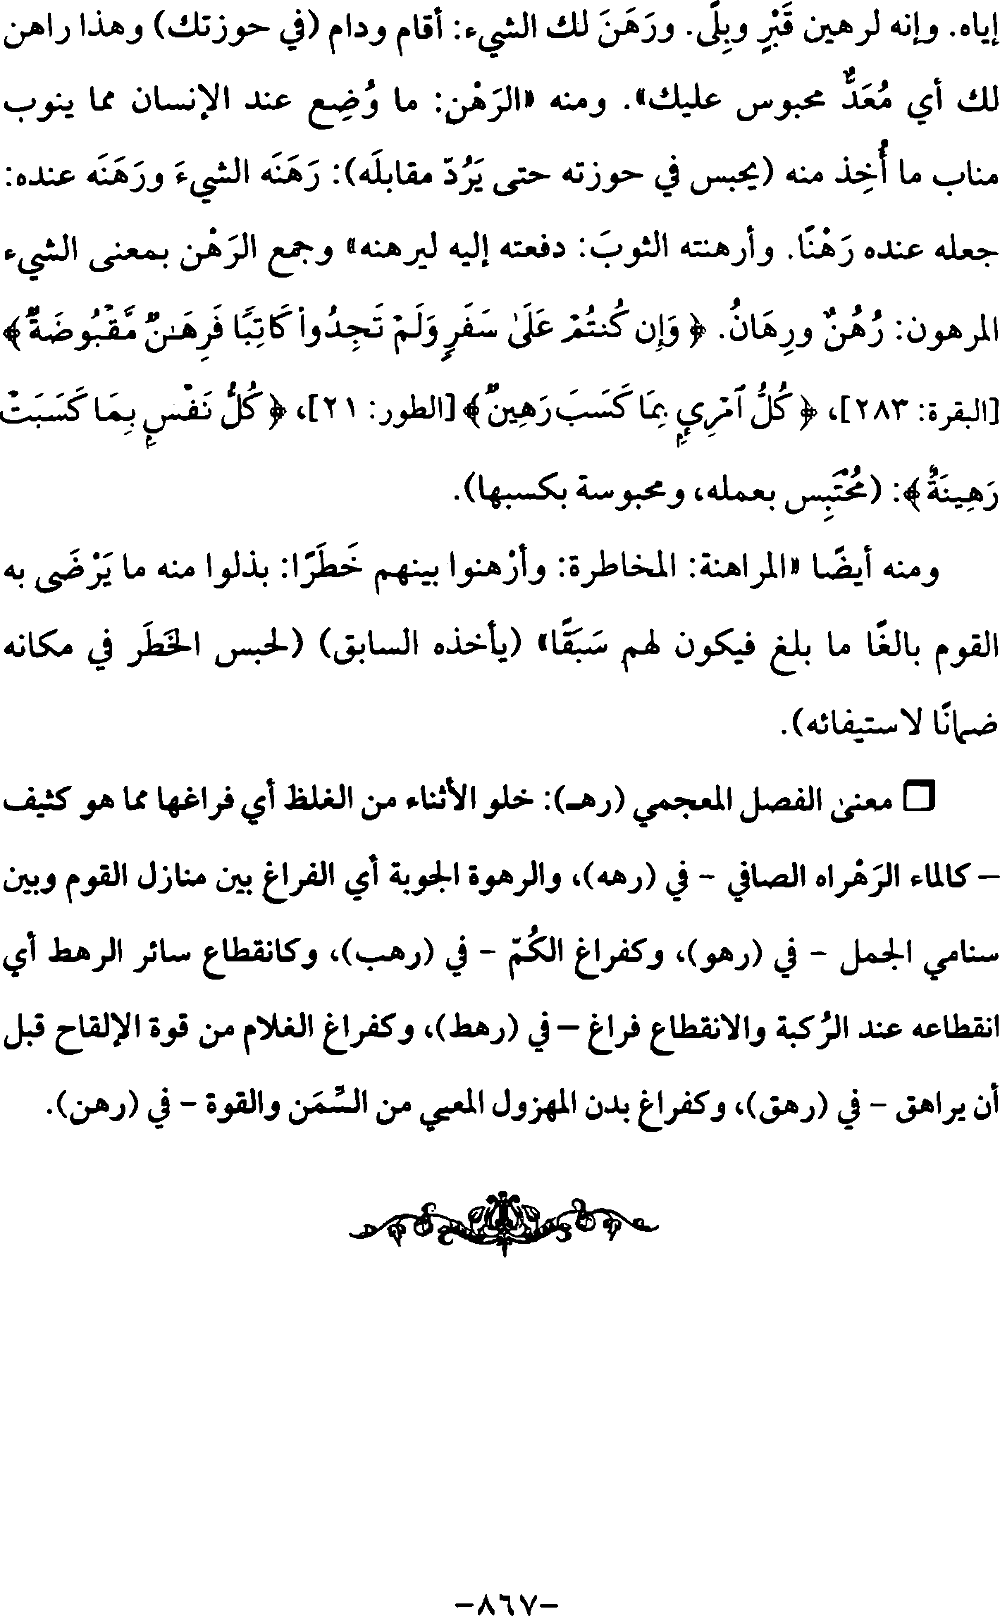 إياه. وإنه لرهين قَبْرٍ وبِلًى. ورَهَنَ لك الشيء: أقام ودام (في حوزتك) وهذا راهن
لك أي مُعَدٌّ محبوس عليك». ومنه «الرَهْن: ما وُضِع عند الإنسان مما ينوب
مناب ما أُخِذ منه (يحبس في حوزته حتى يَرُدّ مقابلَه): رَهَنَه الشيءَ ورَهَنَه عنده:
جعله عنده رَهْنًا. وأرهنته الثوبَ: دفعته إليه ليرهنه» وجمع الرَهْن بمعنى الشيء
المرهون: رُهُنٌ ورِهَانُ. ﴿ وَإِن كُنتُمْ عَلَىٰ سَفَرٍ وَلَمْ تَجِدُوا۟ كَاتِبًا فَرِهَـٰنٌ مَّقْبُوضَةٌ ﴾
[البقرة: ٢٨٣]، ﴿ كُلُّ ٱمْرِيٍٕ بِمَا كَسَبَ رَهِينٌ ﴾ [الطور: ٢١]، ﴿ كُلُّ نَفْسٍۭ بِمَا كَسَبَتْ
رَهِينَةٌ ﴾: (مُحْتَبِس بعمله، ومحبوسة بكسبها).
ومنه أيضًا «المراهنة: المخاطرة: وأرْهنوا بينهم خَطَرًا: بذلوا منه ما يَرْضَى به
القوم بالغًا ما بلغ فيكون لهم سَبَقًا» (يأخذه السابق) (لحبس الخَطَر في مكانه
ضمانًا لاستيفائه).
❒ معنىٰ الفصل المعجمي (رهـ): خلو الأثناء من الغلظ أي فراغها مما هو كثيف
– كالماء الرَهْراه الصافي – في (رهه)، والرهوة الجوبة أي الفراغ بين منازل القوم وبين
سنامي الجمل – في (رهو)، وكفراغ الكُمّ – في (رهب)، وكانقطاع سائر الرهط أي
انقطاعه عند الرُكبة والانقطاع فراغ – في (رهط)، وكفراغ الغلام من قوة الإلقاح قبل
أن يراهق – في (رهق)، وكفراغ بدن المهزول المعيي من السِّمَن والقوة – في (رهن).
-٨٦٧-